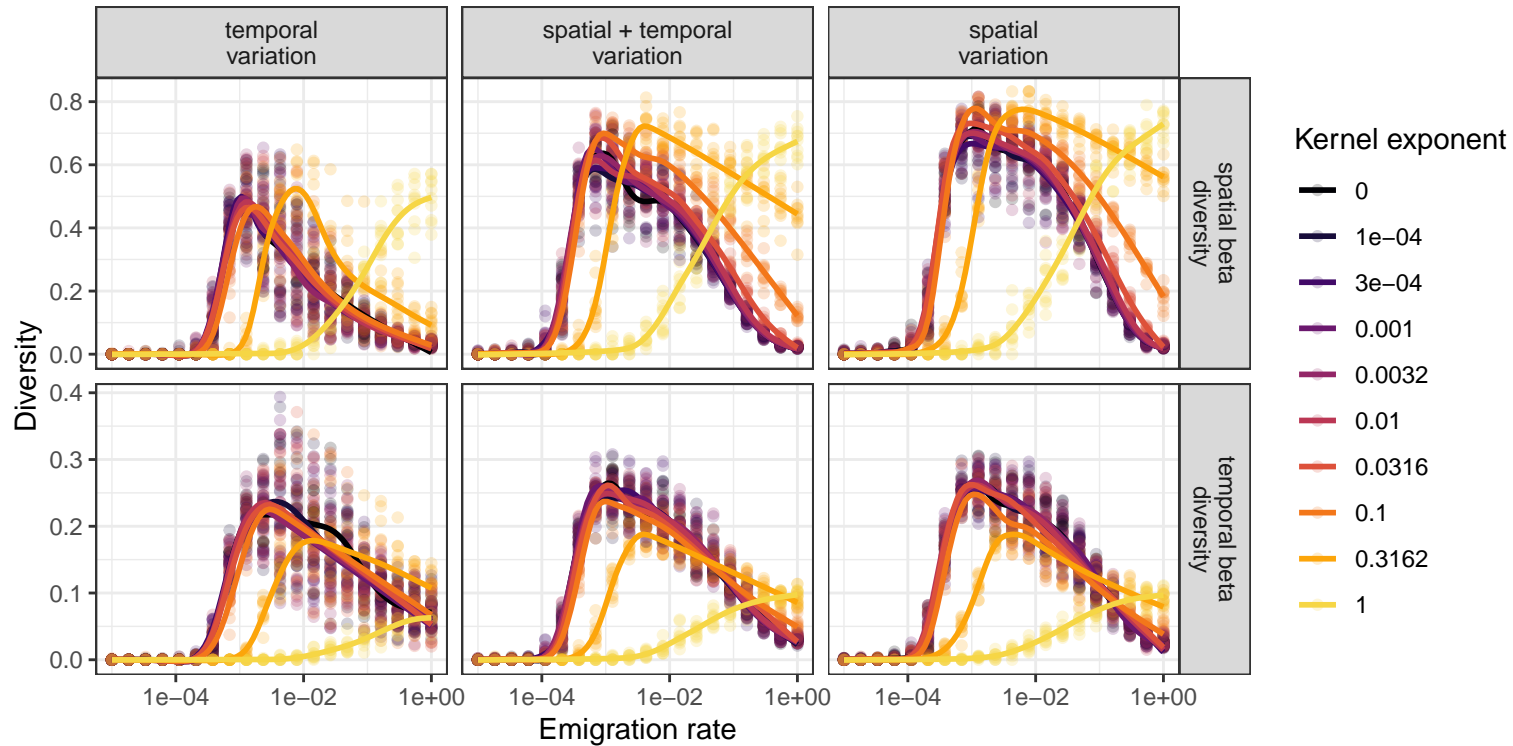 temporal
variation
spatial + temporal
variation
spatial
variation
0.8
0.6
0.4
0.2
0.0
spatial beta
diversity
0.4
0.3
0.2
0.1
0.0
temporal beta
diversity
Diversity
1e−04
1e−02
1e+00
1e−04
1e−02
1e+00
1e−04
1e−02
1e+00
Emigration rate
Kernel exponent
0
1e−04
3e−04
0.001
0.0032
0.01
0.0316
0.1
0.3162
1